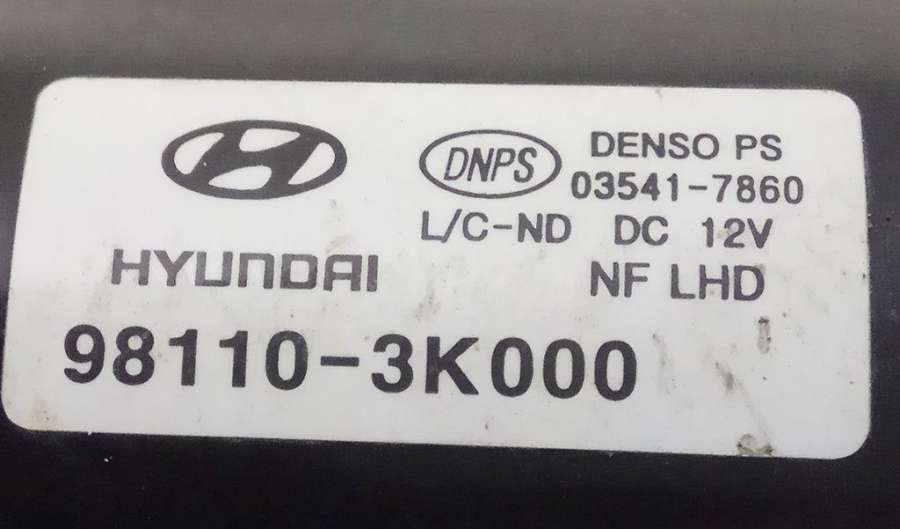 DNPS
DENSO PS
03541-7860
L/C-ND DC 12V
HYUNDAI
NF LHD
98110-3K000